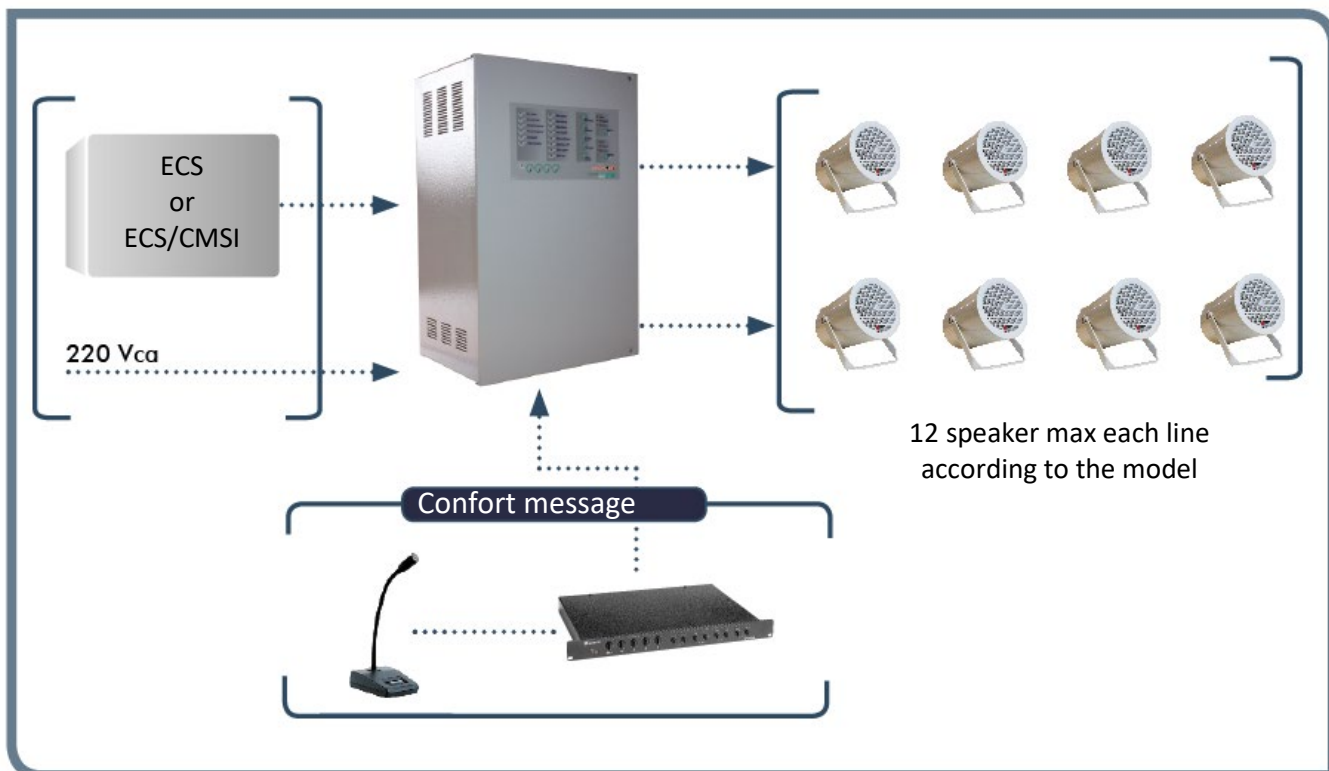 ECS
or
ECS/CMSI
220 Vca
12 speaker max each line
according to the model
Confort message